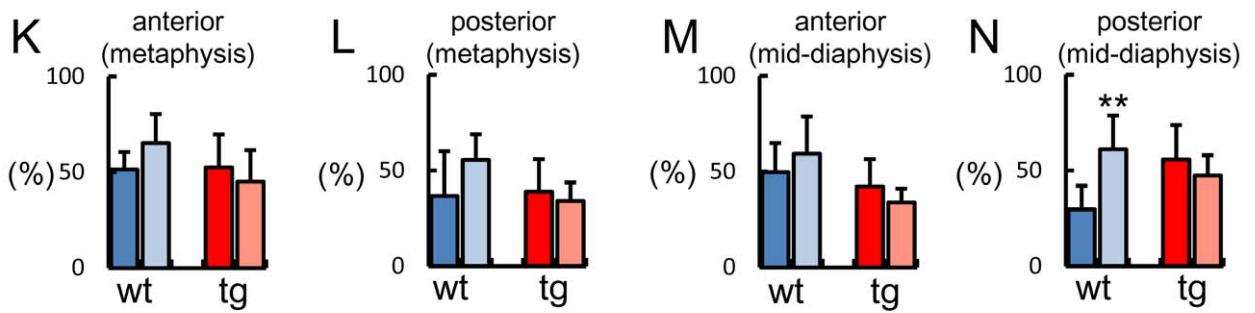 K anterior (metaphysis)
100
(%) 50
0
wt tg
L posterior (metaphysis)
100
(%) 50
0
wt tg
M anterior (mid-diaphysis)
100
(%) 50
0
wt tg
N posterior (mid-diaphysis)
100
**
(%) 50
0
wt tg